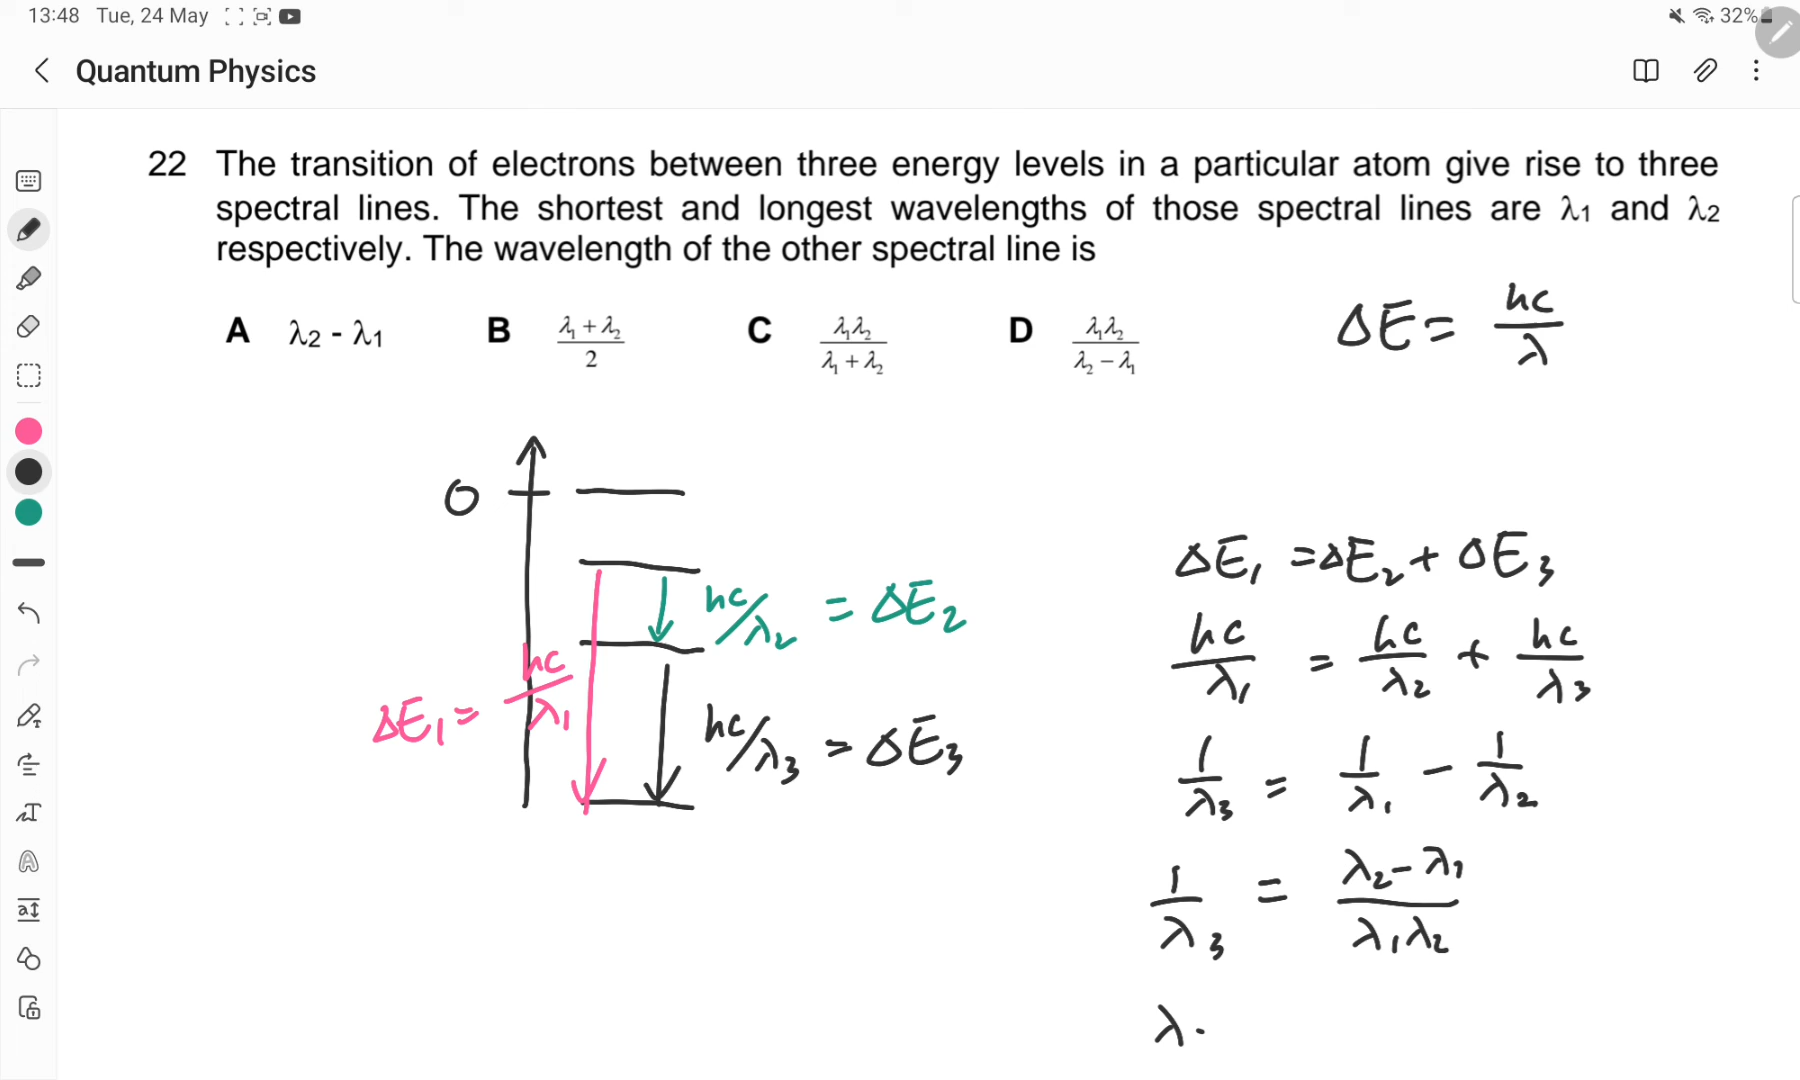 13:48 Tue, 24 May 32%
Quantum Physics
22 The transition of electrons between three energy levels in a particular atom give rise to three
spectral lines. The shortest and longest wavelengths of those spectral lines are λ1 and λ2
respectively. The wavelength of the other spectral line is
A λ2 - λ1 B (λ₁ + λ₂)/2 C λ₁λ₂/(λ₁ + λ₂) D λ₁λ₂/(λ₂ − λ₁)
ΔE = hc/λ
0
hc/λ₂ = ΔE₂
ΔE₁ = hc/λ₁
hc/λ₃ = ΔE₃
ΔE₁ = ΔE₂ + ΔE₃
hc/λ₁ = hc/λ₂ + hc/λ₃
1/λ₃ = 1/λ₁ − 1/λ₂
1/λ₃ = (λ₂ − λ₁)/(λ₁λ₂)
λ